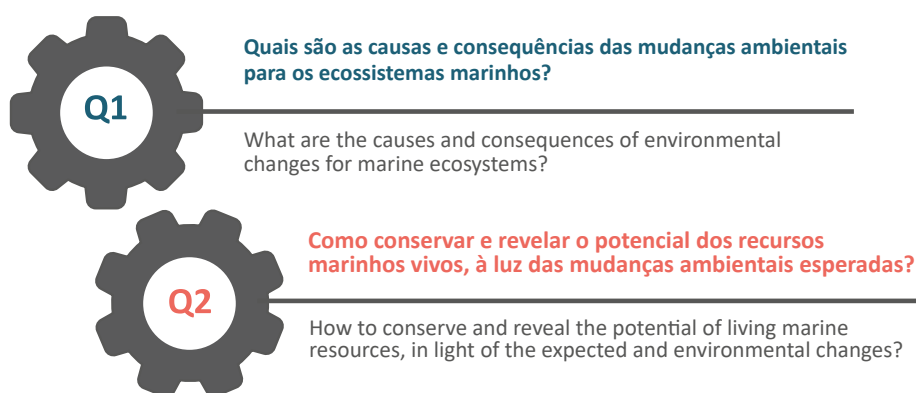 Q1
Quais são as causas e consequências das mudanças ambientais
para os ecossistemas marinhos?
What are the causes and consequences of environmental
changes for marine ecosystems?
Q2
Como conservar e revelar o potencial dos recursos
marinhos vivos, à luz das mudanças ambientais esperadas?
How to conserve and reveal the potential of living marine
resources, in light of the expected and environmental changes?